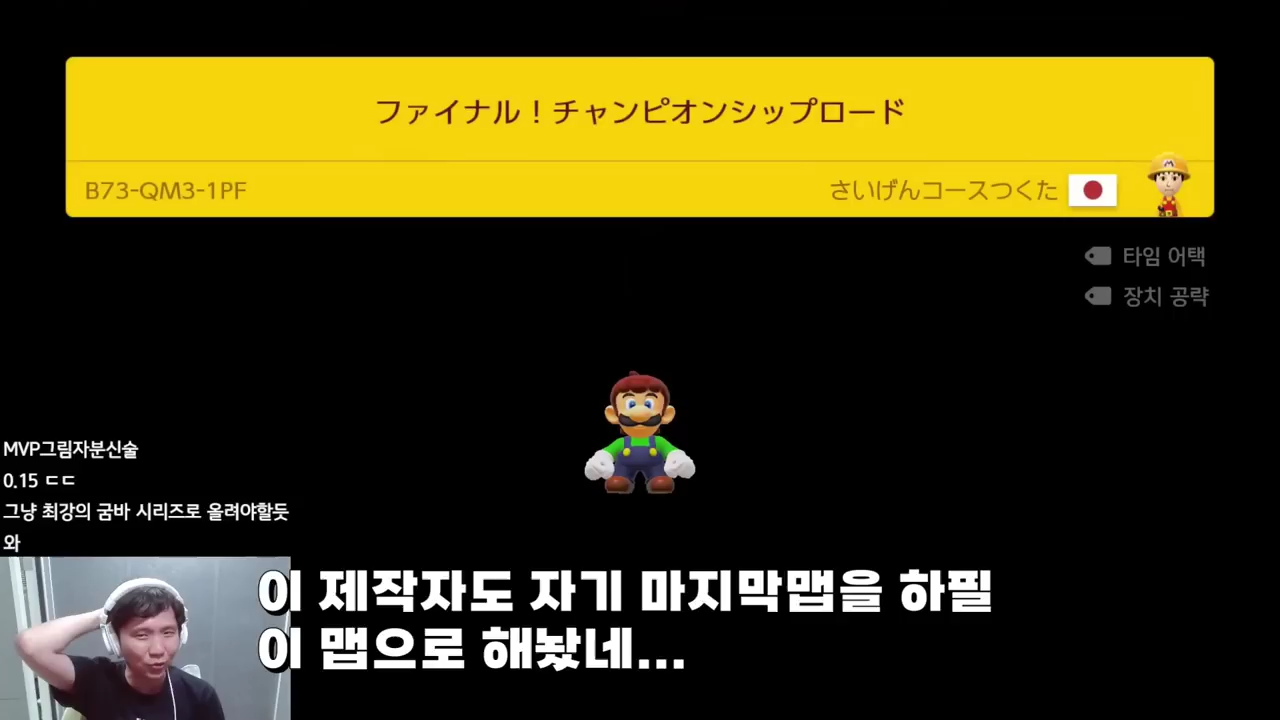 ファイナル！チャンピオンシップロード
B73-QM3-1PF
さいげんコースつくた
타임 어택
장치 공략
MVP그림자분신술
0.15 ㄷㄷ
그냥 최강의 굼바 시리즈로 올려야할듯
와
이 제작자도 자기 마지막맵을 하필
이 맵으로 해놨네...